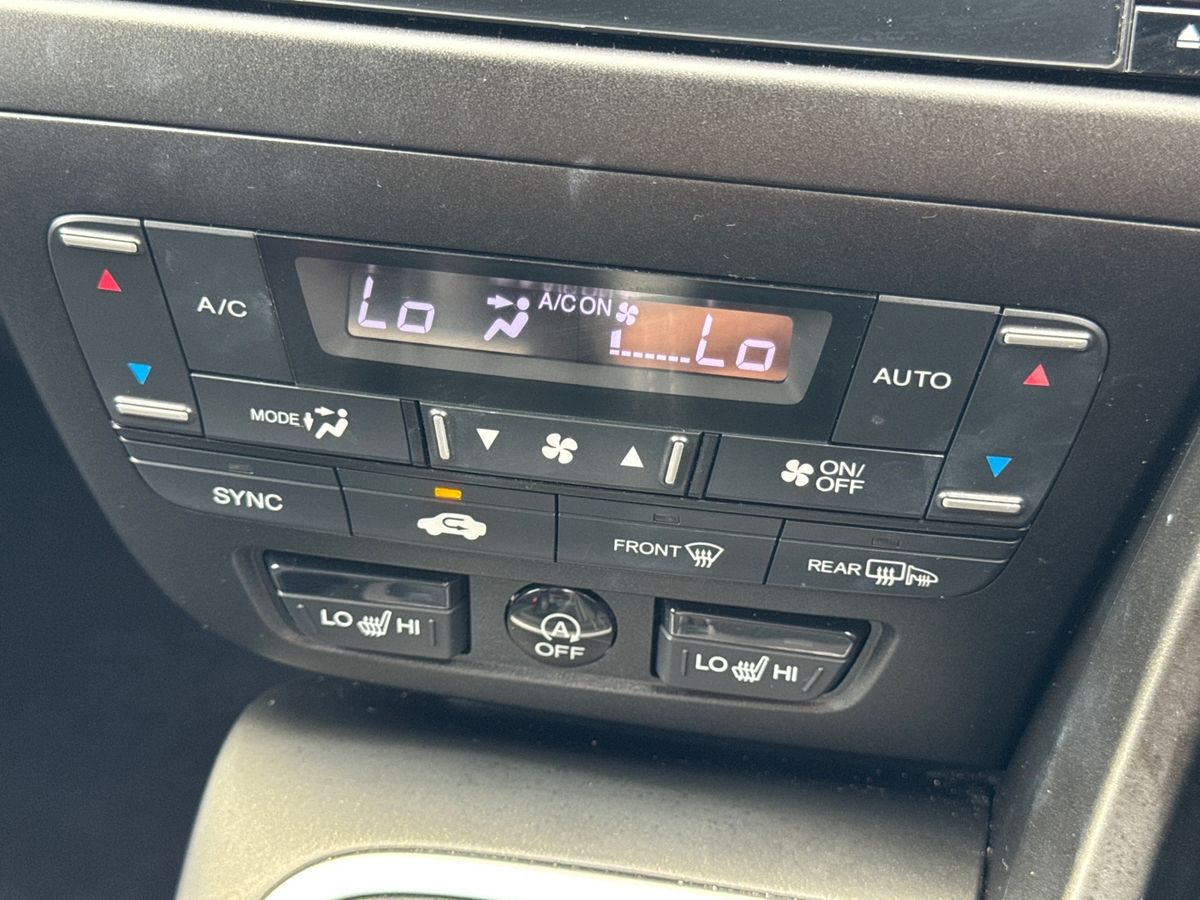 Lo A/C ON Lo
A/C
AUTO
MODE
ON/
OFF
SYNC
FRONT
REAR
LO HI
A
OFF
LO HI